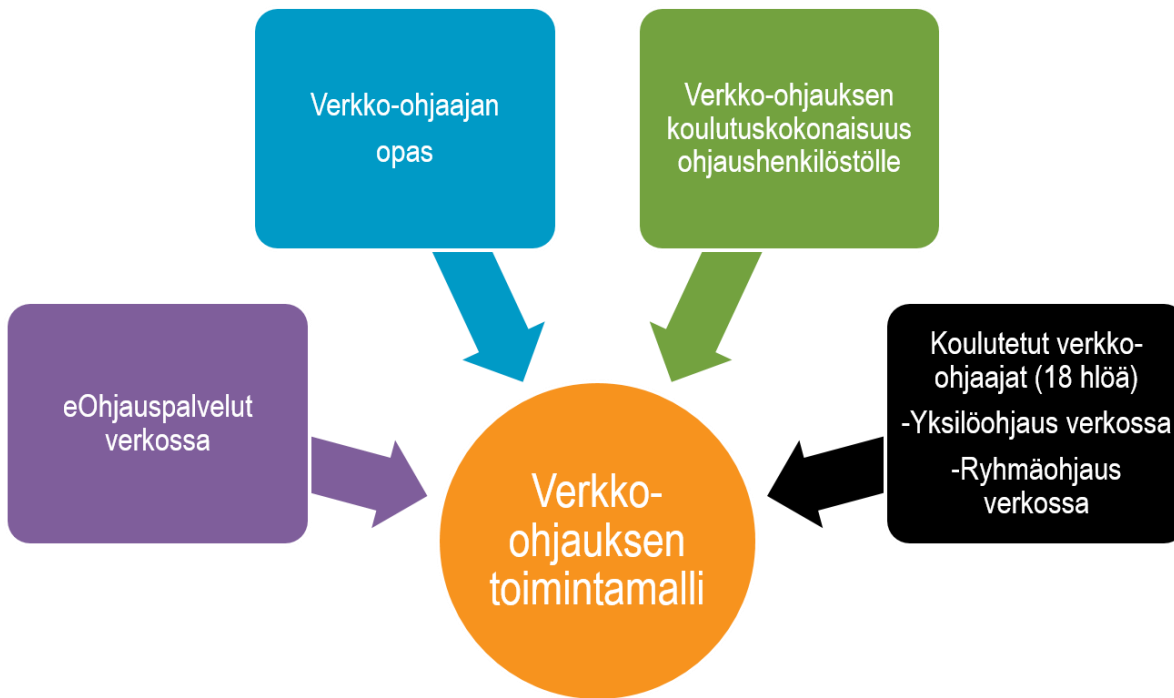 Verkko-ohjaajan
opas
Verkko-ohjauksen
koulutuskokonaisuus
ohjaushenkilöstölle
eOhjauspalvelut
verkossa
Koulutetut verkko-
ohjaajat (18 hlöä)
-Yksilöohjaus verkossa
-Ryhmäohjaus
verkossa
Verkko-
ohjauksen
toimintamalli